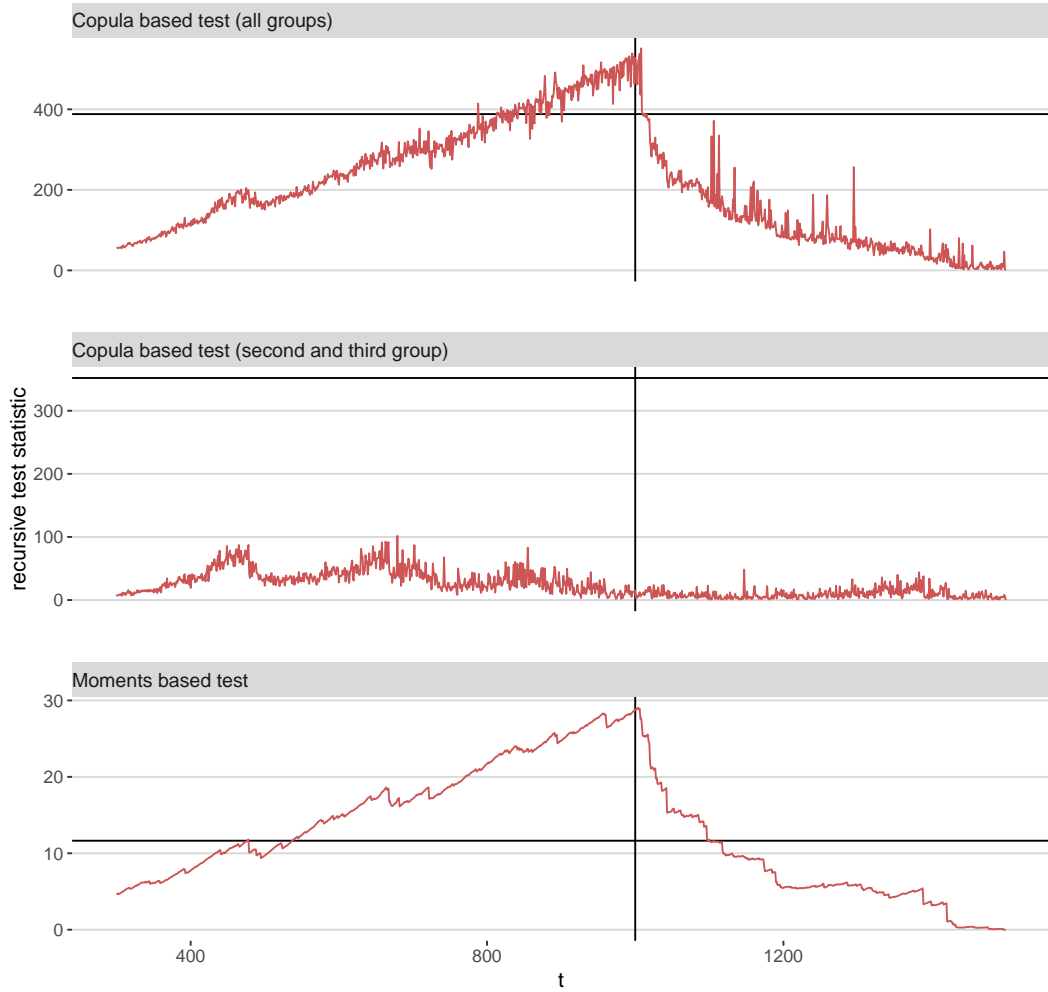 Copula based test (all groups)
400
200
0
Copula based test (second and third group)
300
200
100
0
recursive test statistic
Moments based test
30
20
10
0
400
800
1200
t